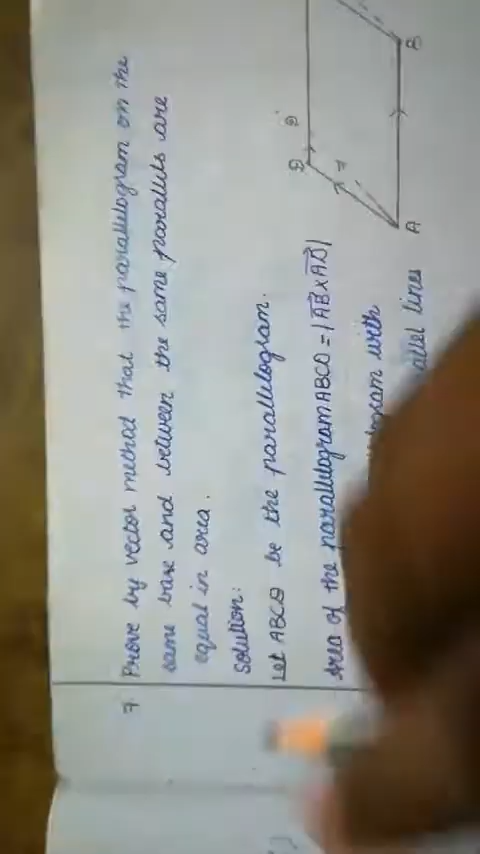 7. Prove by vector method that the parallelogram on the
same base and between the same parallels are
equal in area.
Solution:
Let ABCD be the parallelogram.
Area of the parallelogram ABCD = |AB⃗ × AD⃗|
with
lines
D D'
A B